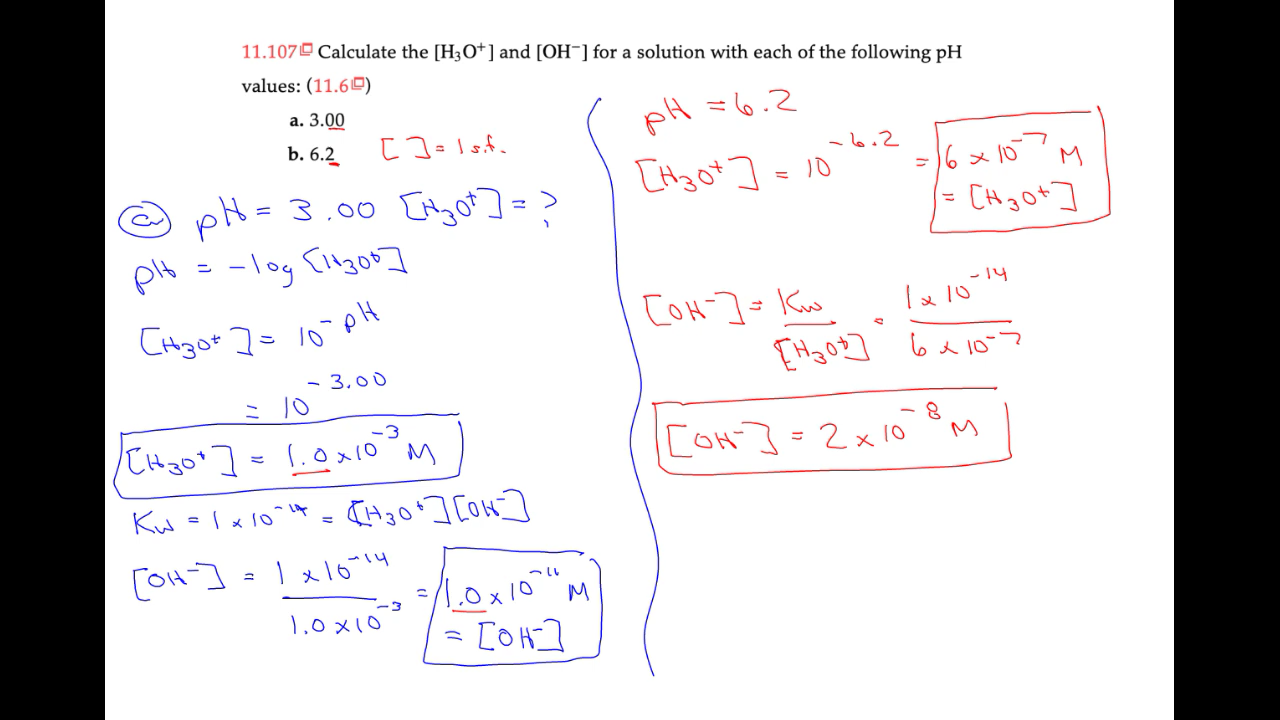 11.107 Calculate the [H₃O⁺] and [OH⁻] for a solution with each of the following pH
values: (11.6)
a. 3.00
b. 6.2 [ ] = 1 s.f.
ⓐ pH = 3.00 [H₃O⁺] = ?
pH = -log [H₃O⁺]
[H₃O⁺] = 10^-pH
= 10^-3.00
[H₃O⁺] = 1.0 x 10⁻³ M
Kw = 1 x 10⁻¹⁴ = [H₃O⁺][OH⁻]
[OH⁻] = 1 x 10⁻¹⁴ / 1.0 x 10⁻³ = 1.0 x 10⁻¹¹ M
= [OH⁻]
pH = 6.2
[H₃O⁺] = 10^-6.2 = 6 x 10⁻⁷ M
= [H₃O⁺]
[OH⁻] = Kw / [H₃O⁺] = 1 x 10⁻¹⁴ / 6 x 10⁻⁷
[OH⁻] = 2 x 10⁻⁸ M